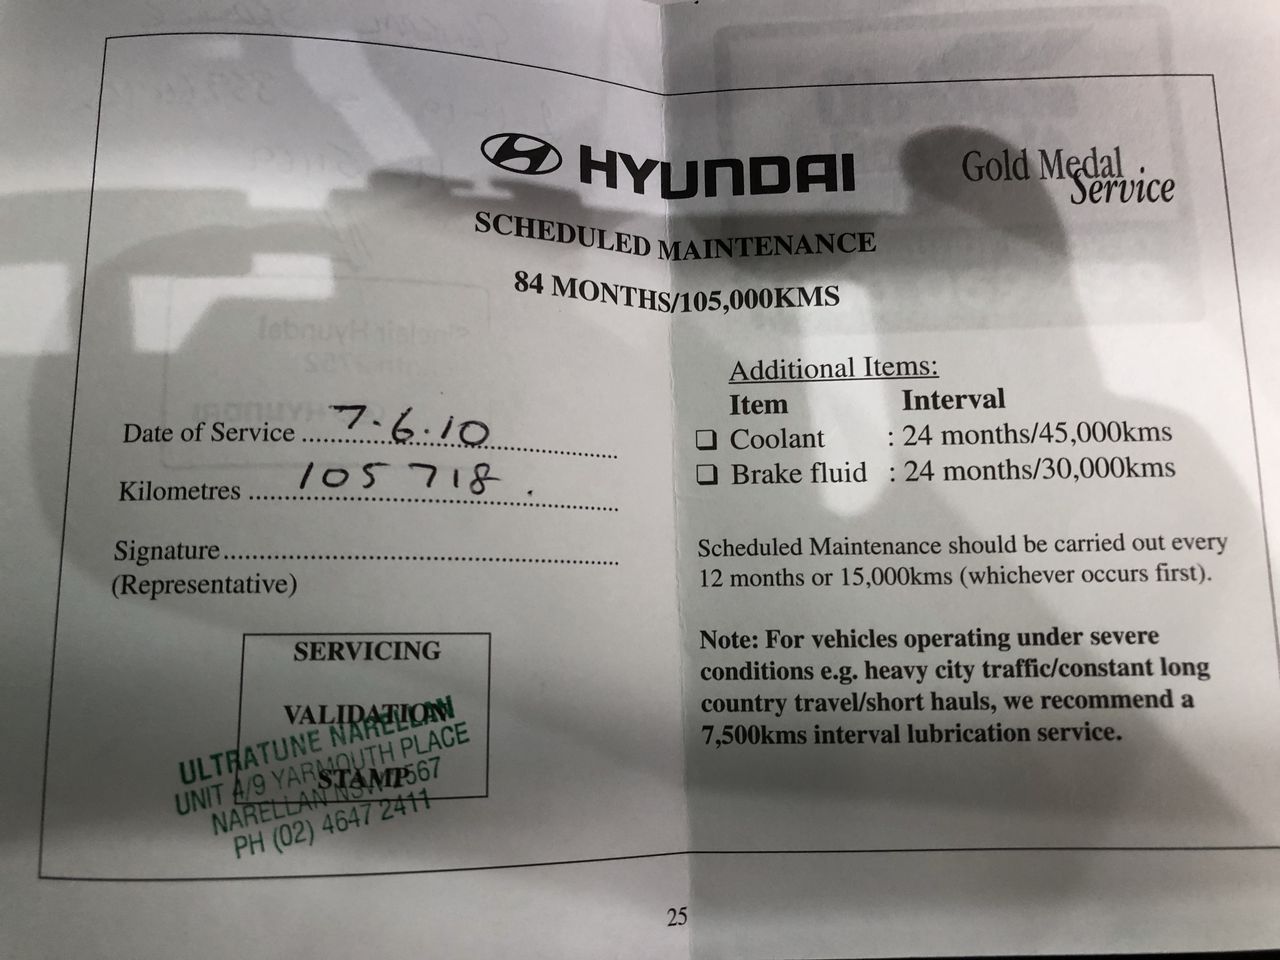 HYUNDAI
Gold Medal
Service
SCHEDULED MAINTENANCE
84 MONTHS/105,000KMS
Date of Service ..... 7.6.10 .....
Kilometres ..... 105 718 .....
Signature.....
(Representative)
SERVICING
VALIDATION
STAMP
ULTRATUNE NARELLAN
UNIT 4/9 YARMOUTH PLACE
NARELLAN NSW 2567
PH (02) 4647 2411
Additional Items:
Item Interval
❑ Coolant : 24 months/45,000kms
❑ Brake fluid : 24 months/30,000kms
Scheduled Maintenance should be carried out every
12 months or 15,000kms (whichever occurs first).
Note: For vehicles operating under severe
conditions e.g. heavy city traffic/constant long
country travel/short hauls, we recommend a
7,500kms interval lubrication service.
25